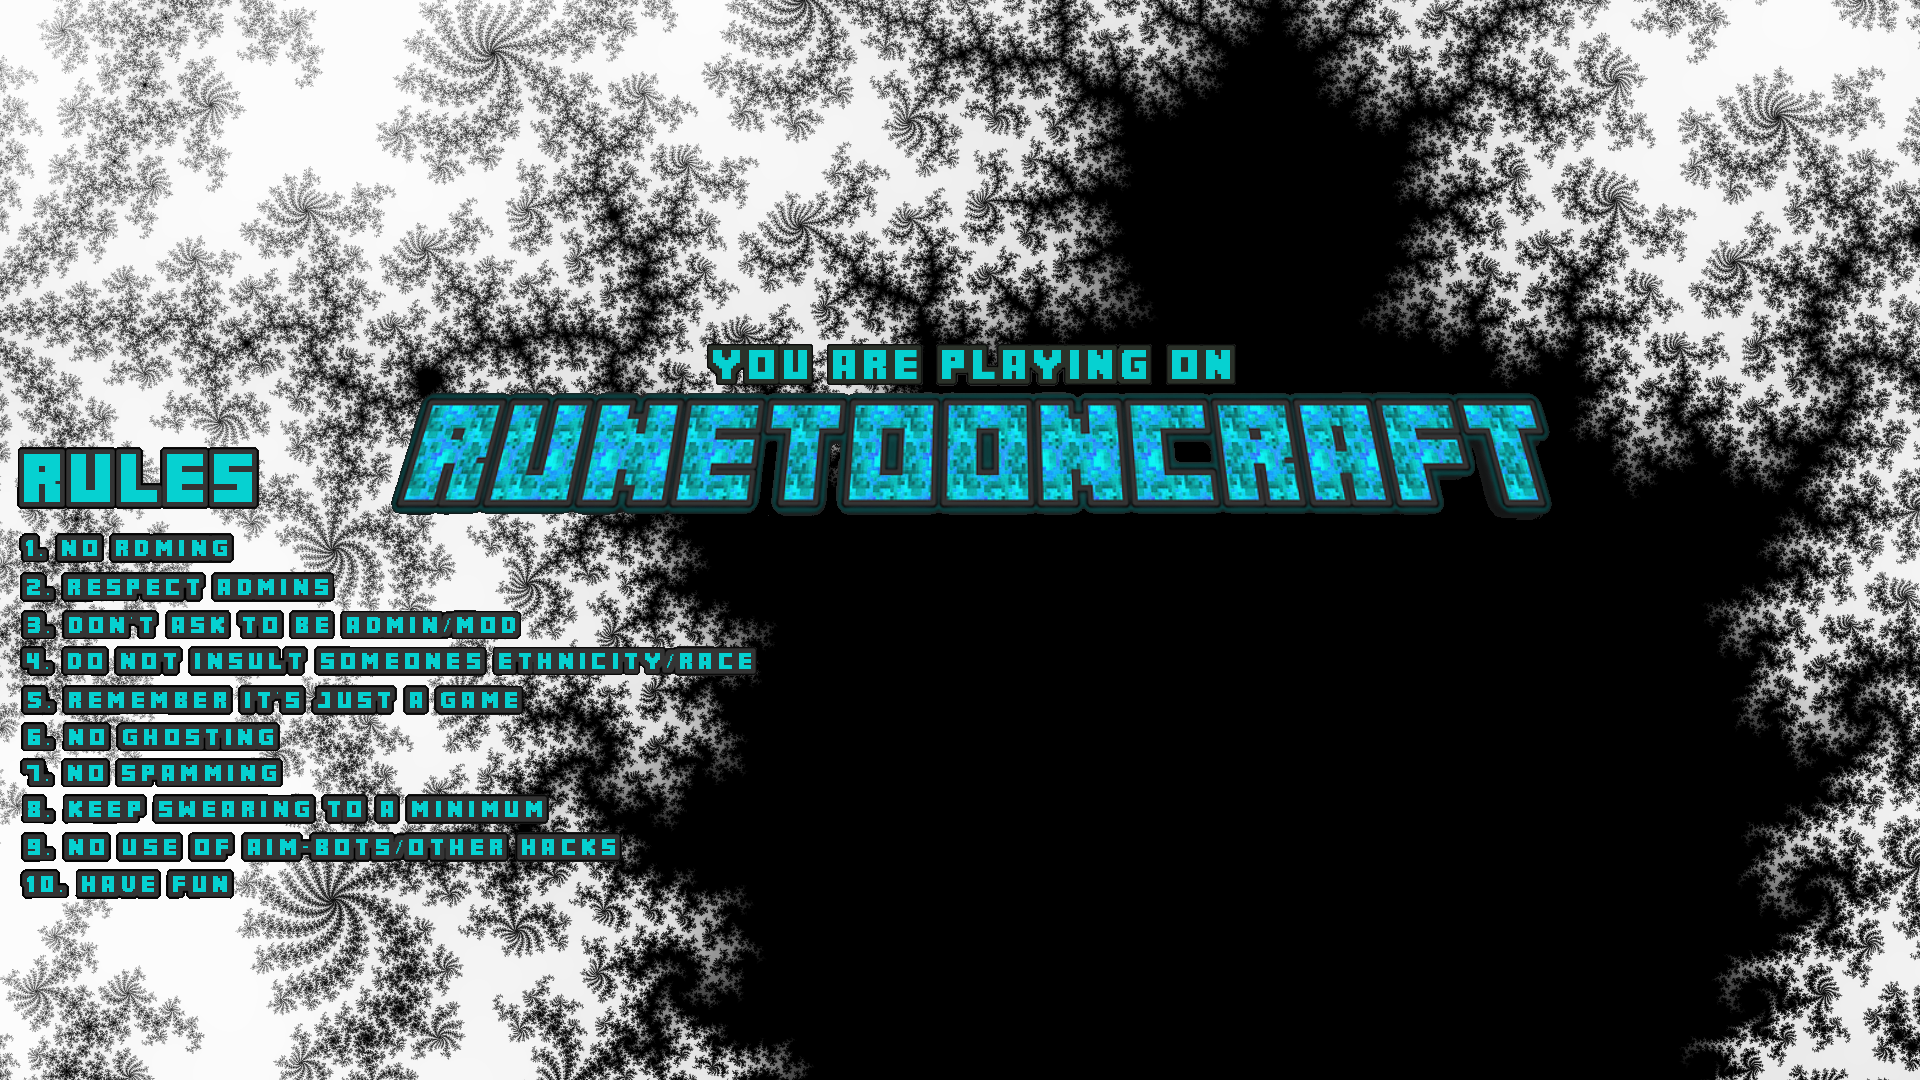 YOU ARE PLAYING ON
RUNETOONCRAFT
RULES
1. NO ADMING
2. RESPECT ADMINS
3. DON'T ASK TO BE ADMIN/MOD
4. DO NOT INSULT SOMEONES ETHNICITY/RACE
5. REMEMBER IT'S JUST A GAME
6. NO GHOSTING
7. NO SPAMMING
8. KEEP SWEARING TO A MINIMUM
9. NO USE OF AIM-BOTS/OTHER HACKS
10. HAVE FUN